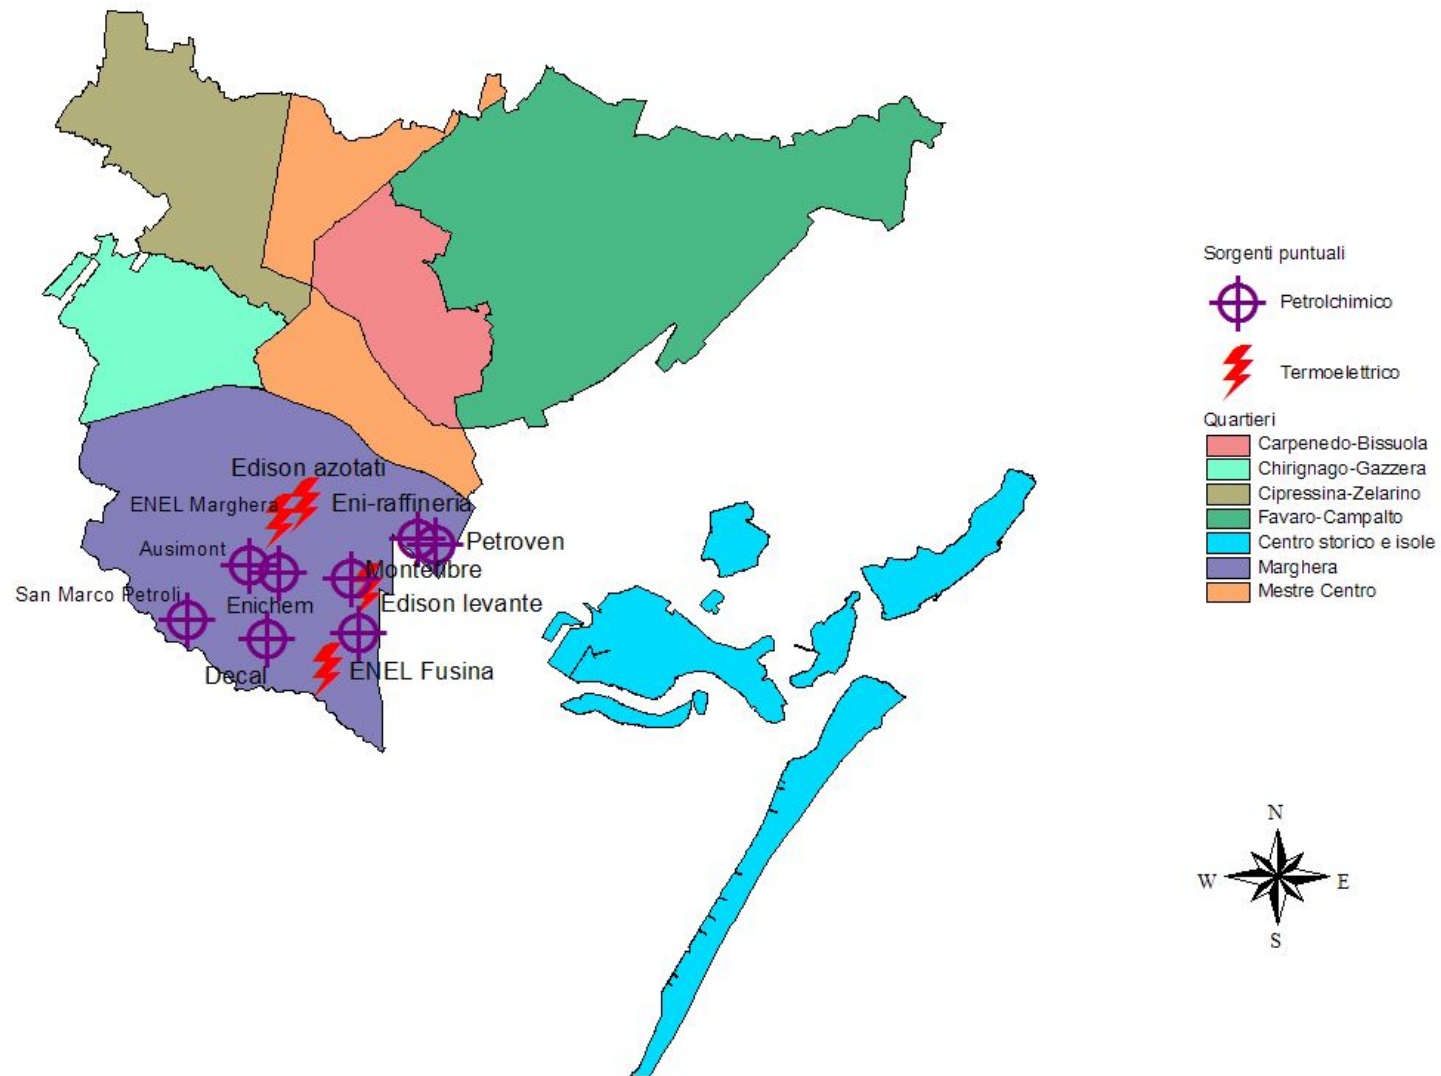 Edison azotati
ENEL Marghera
Eni-raffineria
Ausimont
Petroven
Montefibre
San Marco Petroli
Enichem
Edison levante
Decal
ENEL Fusina
Sorgenti puntuali
Petrolchimico
Termoelettrico
Quartieri
Carpenedo-Bissuola
Chirignago-Gazzera
Cipressina-Zelarino
Favaro-Campalto
Centro storico e isole
Marghera
Mestre Centro
N
W
E
S